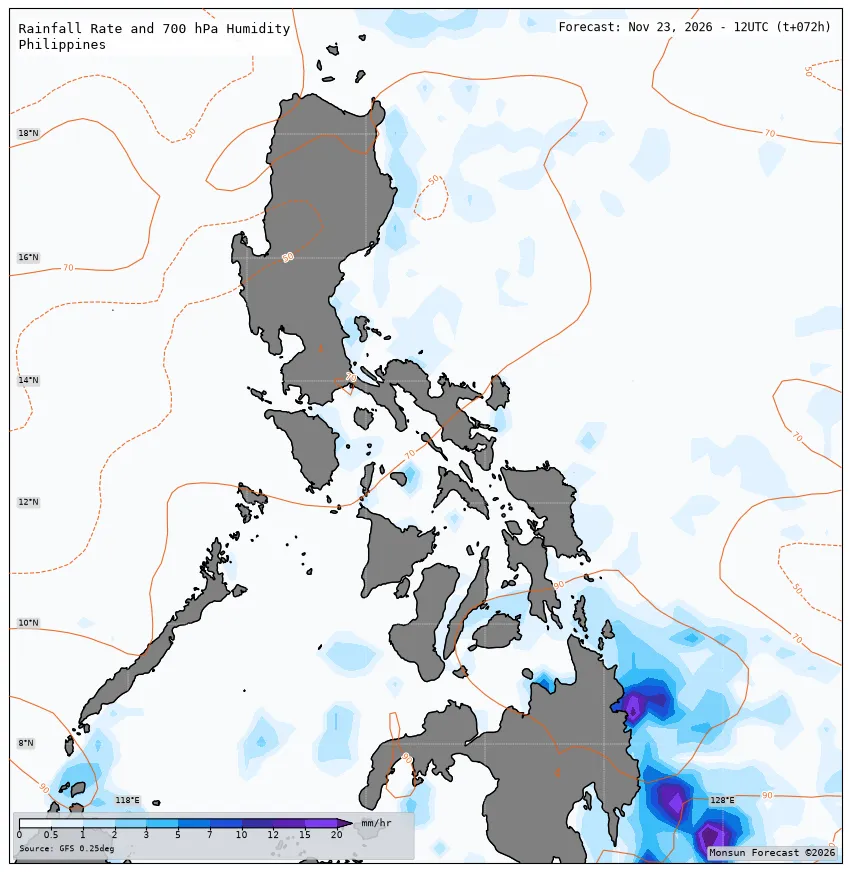 Rainfall Rate and 700 hPa Humidity
Philippines
Forecast: Nov 23, 2026 - 12UTC (t+072h)
50
50
70
18°N
50
70
16°N
50
14°N
70
70
70
12°N
90
50
10°N
70
8°N
90
90
118°E
128°E
90
0 0.5 1 2 3 5 7 10 12 15 20 mm/hr
Source: GFS 0.25deg
Monsun Forecast ©2026